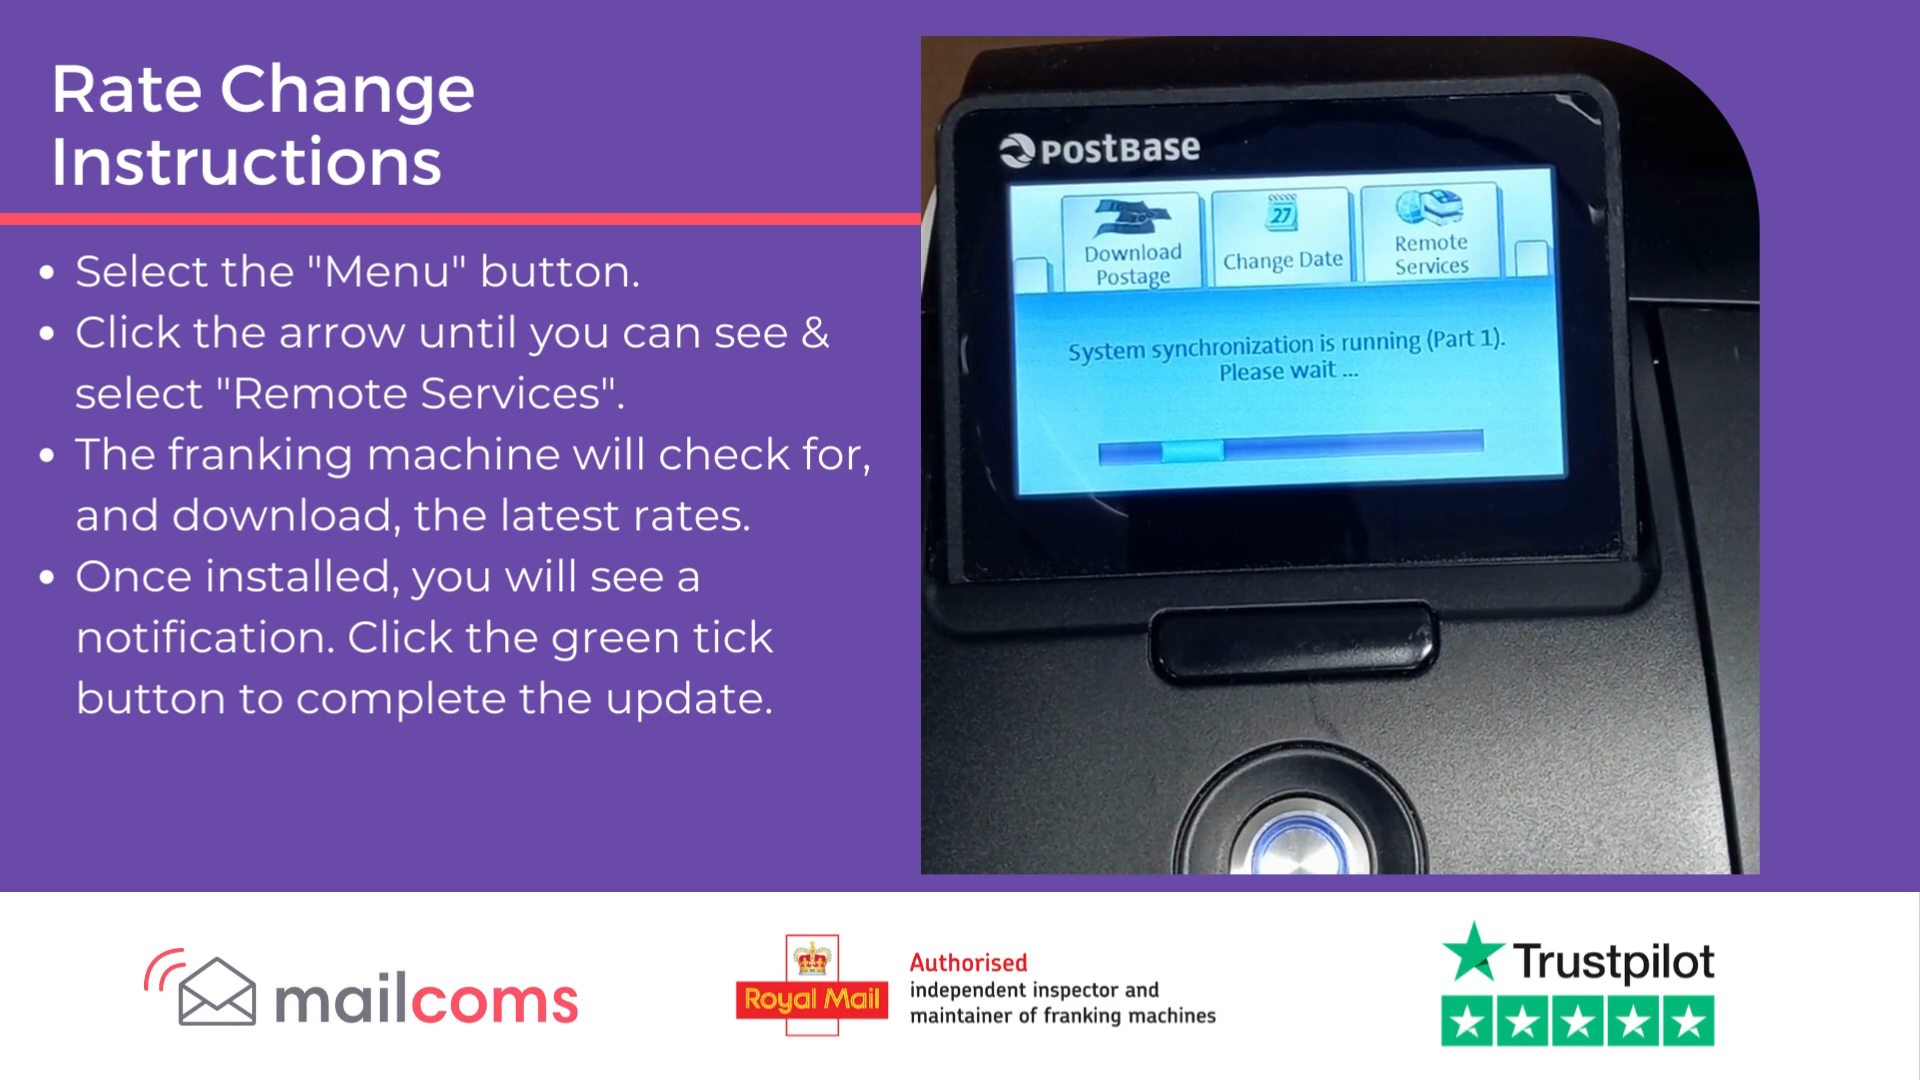 Rate Change
Instructions
• Select the "Menu" button.
• Click the arrow until you can see &
select "Remote Services".
• The franking machine will check for,
and download, the latest rates.
• Once installed, you will see a
notification. Click the green tick
button to complete the update.
PostBase
Download
Postage
27
Change Date
Remote
Services
System synchronization is running (Part 1).
Please wait ...
mailcoms
Royal Mail
Authorised
independent inspector and
maintainer of franking machines
Trustpilot